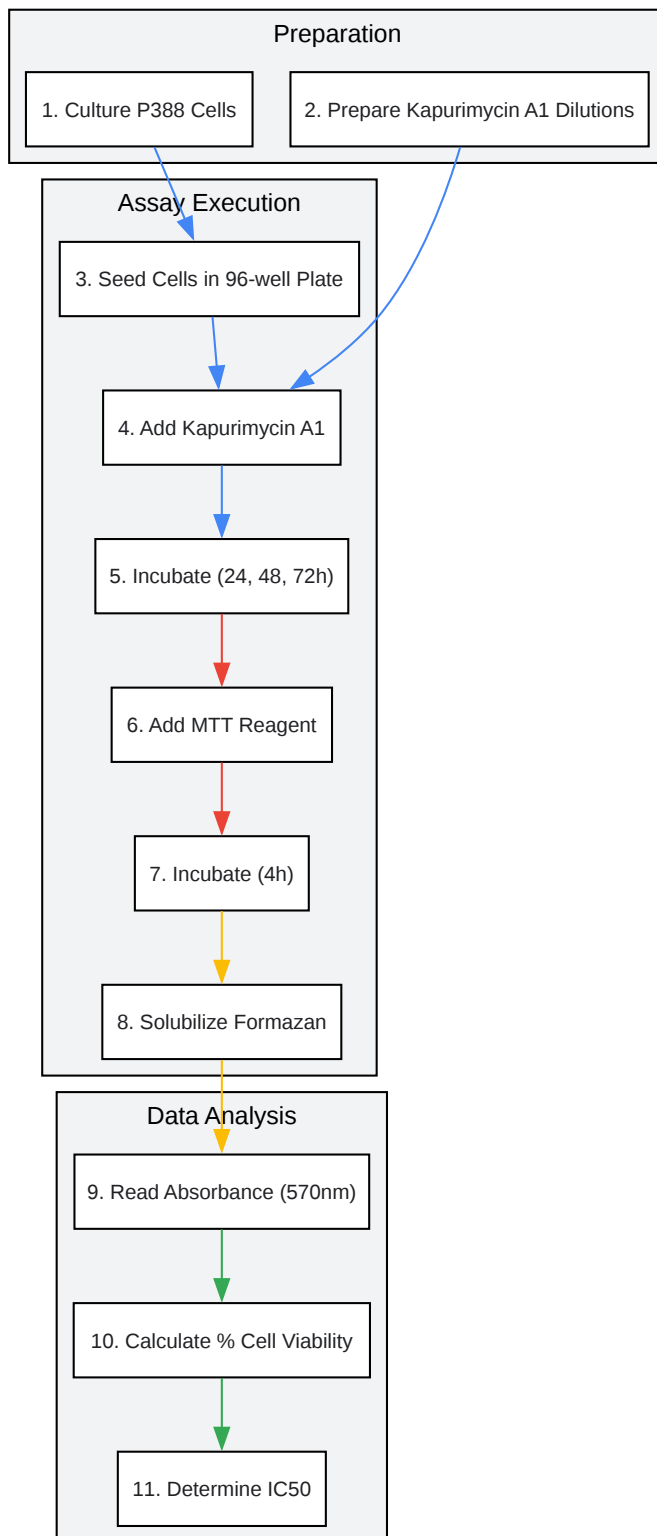 Preparation
1. Culture P388 Cells
2. Prepare Kapurimycin A1 Dilutions
Assay Execution
3. Seed Cells in 96-well Plate
4. Add Kapurimycin A1
5. Incubate (24, 48, 72h)
6. Add MTT Reagent
7. Incubate (4h)
8. Solubilize Formazan
Data Analysis
9. Read Absorbance (570nm)
10. Calculate % Cell Viability
11. Determine IC50